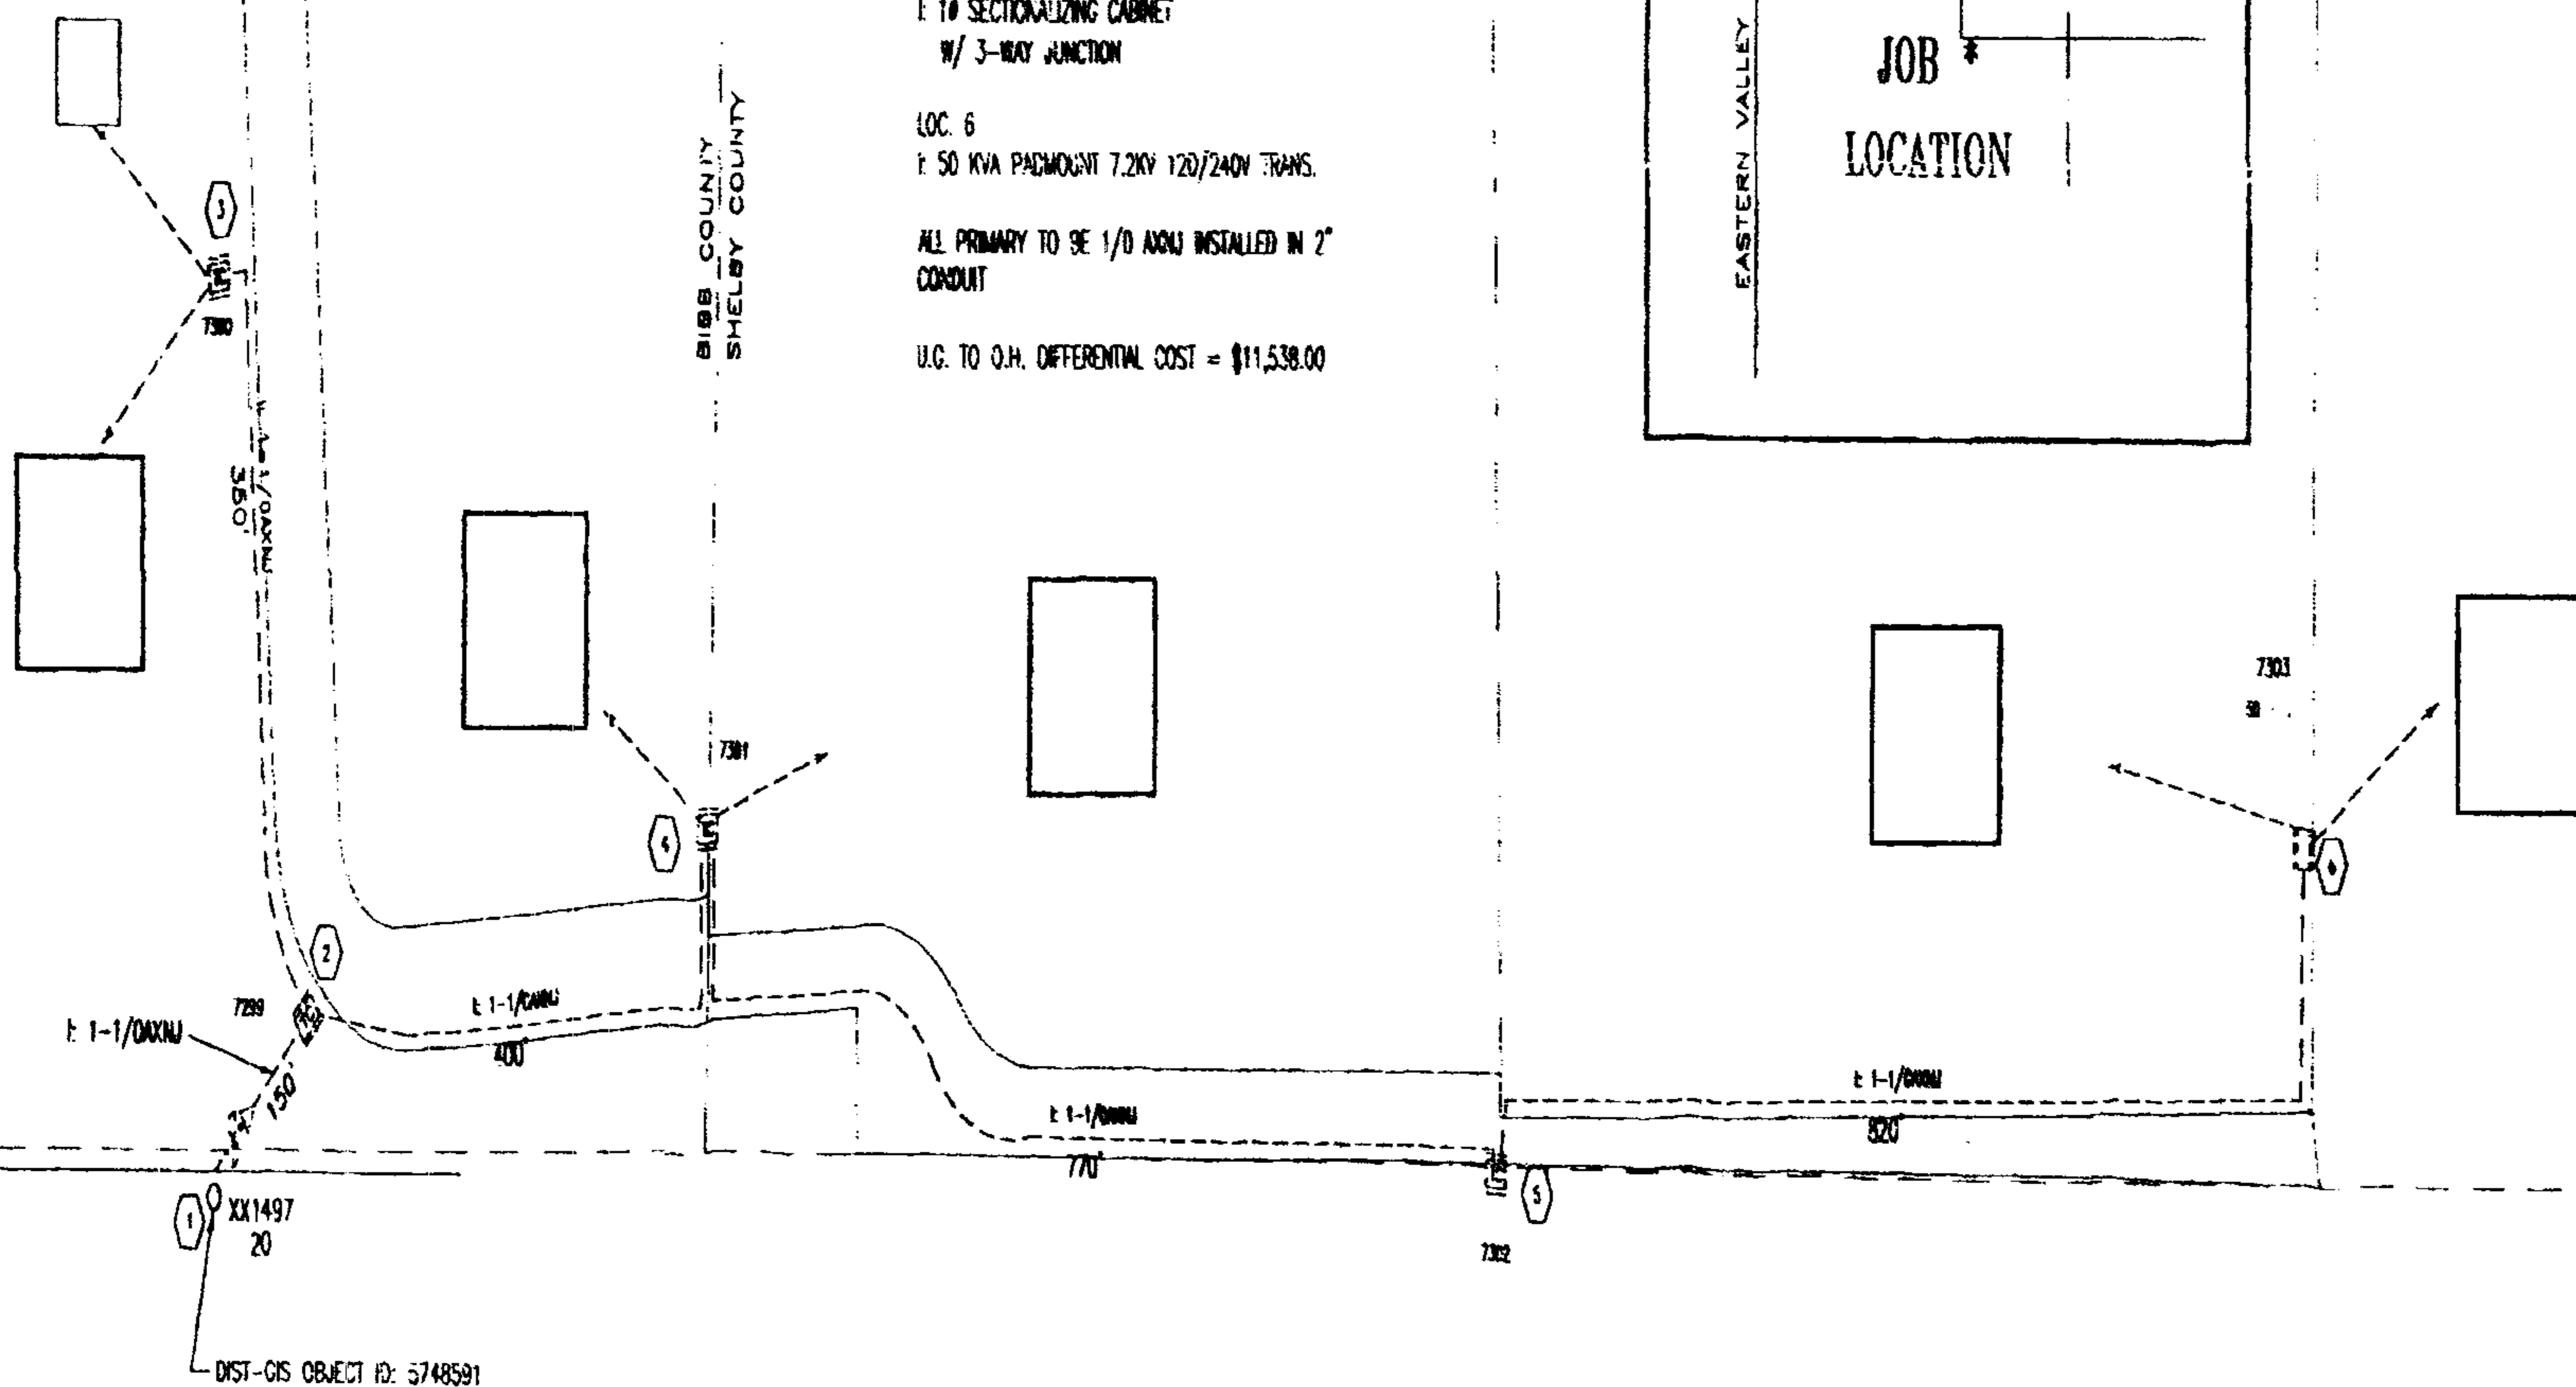 I: 1Ø SECTIONALIZING CABINET
W/ 3-WAY JUNCTION
LOC. 6
I: 50 KVA PADMOUNT 7.2KV 120/240V TRANS.
ALL PRIMARY TO BE 1/0 AXNJ INSTALLED IN 2"
CONDUIT
U.G. TO O.H. DIFFERENTIAL COST = $11,538.00
JOB *
LOCATION
EASTERN VALLEY
BIBB COUNTY
SHELBY COUNTY
3
7300
1/0AXNJ
350'
7301
4
7303
50
6
2
7299
I: 1-1/0AXNJ
150'
I: 1-1/0AXNJ
400'
I: 1-1/0AXNJ
770'
I: 1-1/0AXNJ
820'
5
7302
1
XX1497
20
DIST-GIS OBJECT ID: 5748591